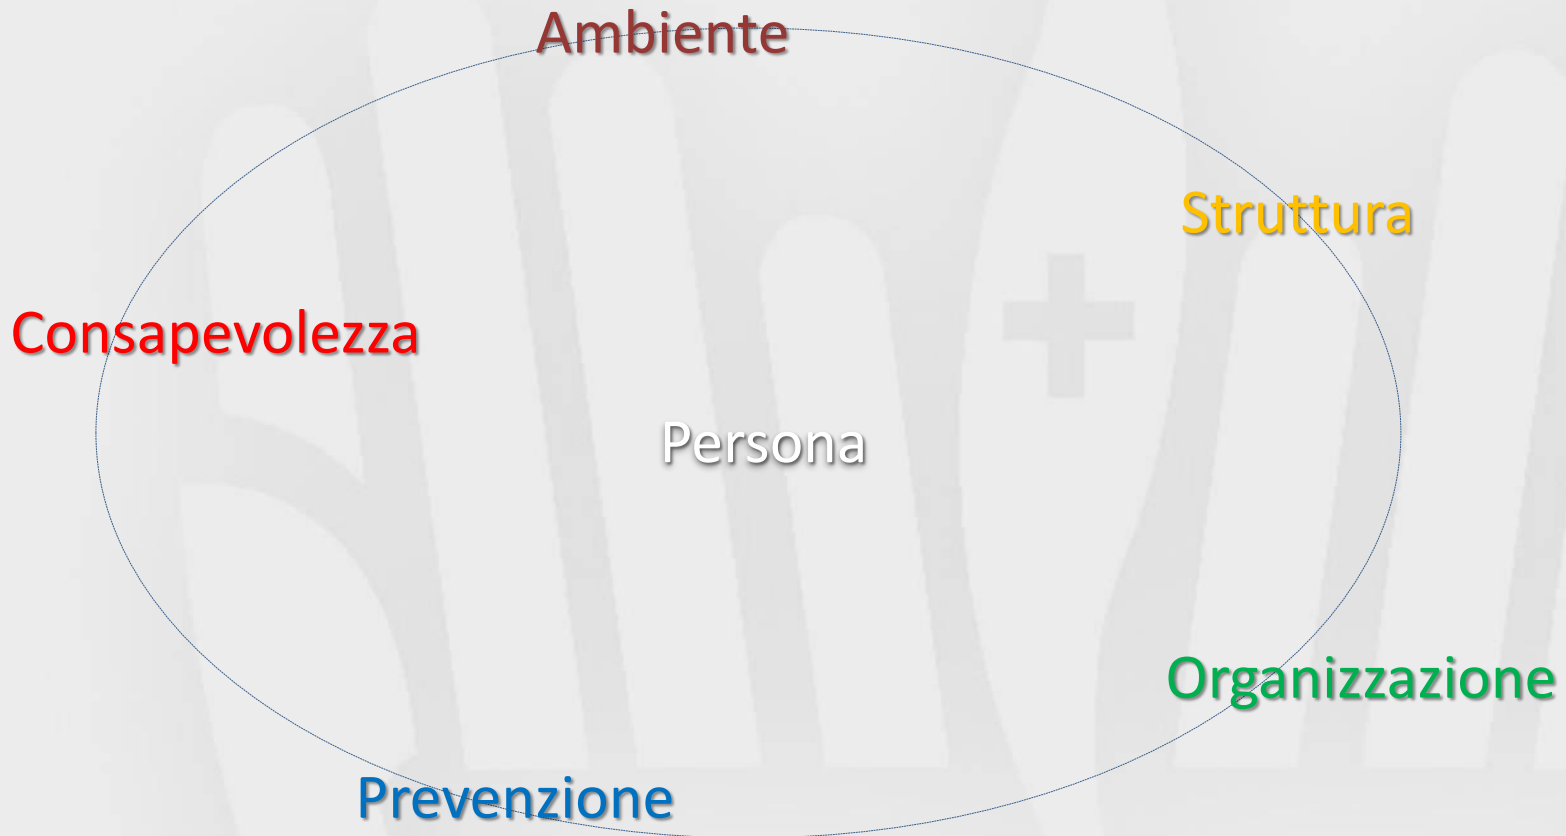 Ambiente
Struttura
Consapevolezza
Persona
Organizzazione
Prevenzione